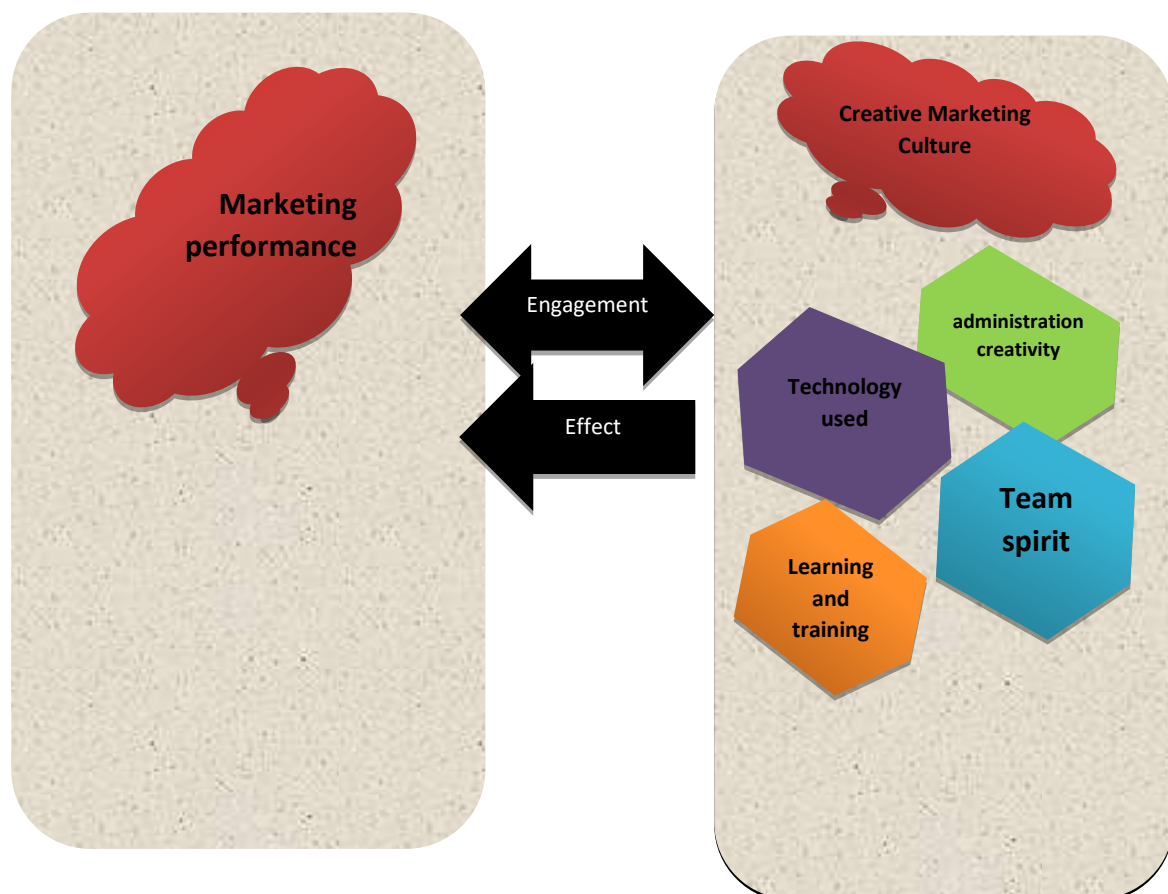 Marketing
performance
Engagement
Effect
Creative Marketing
Culture
administration
creativity
Technology
used
Team
spirit
Learning
and
training